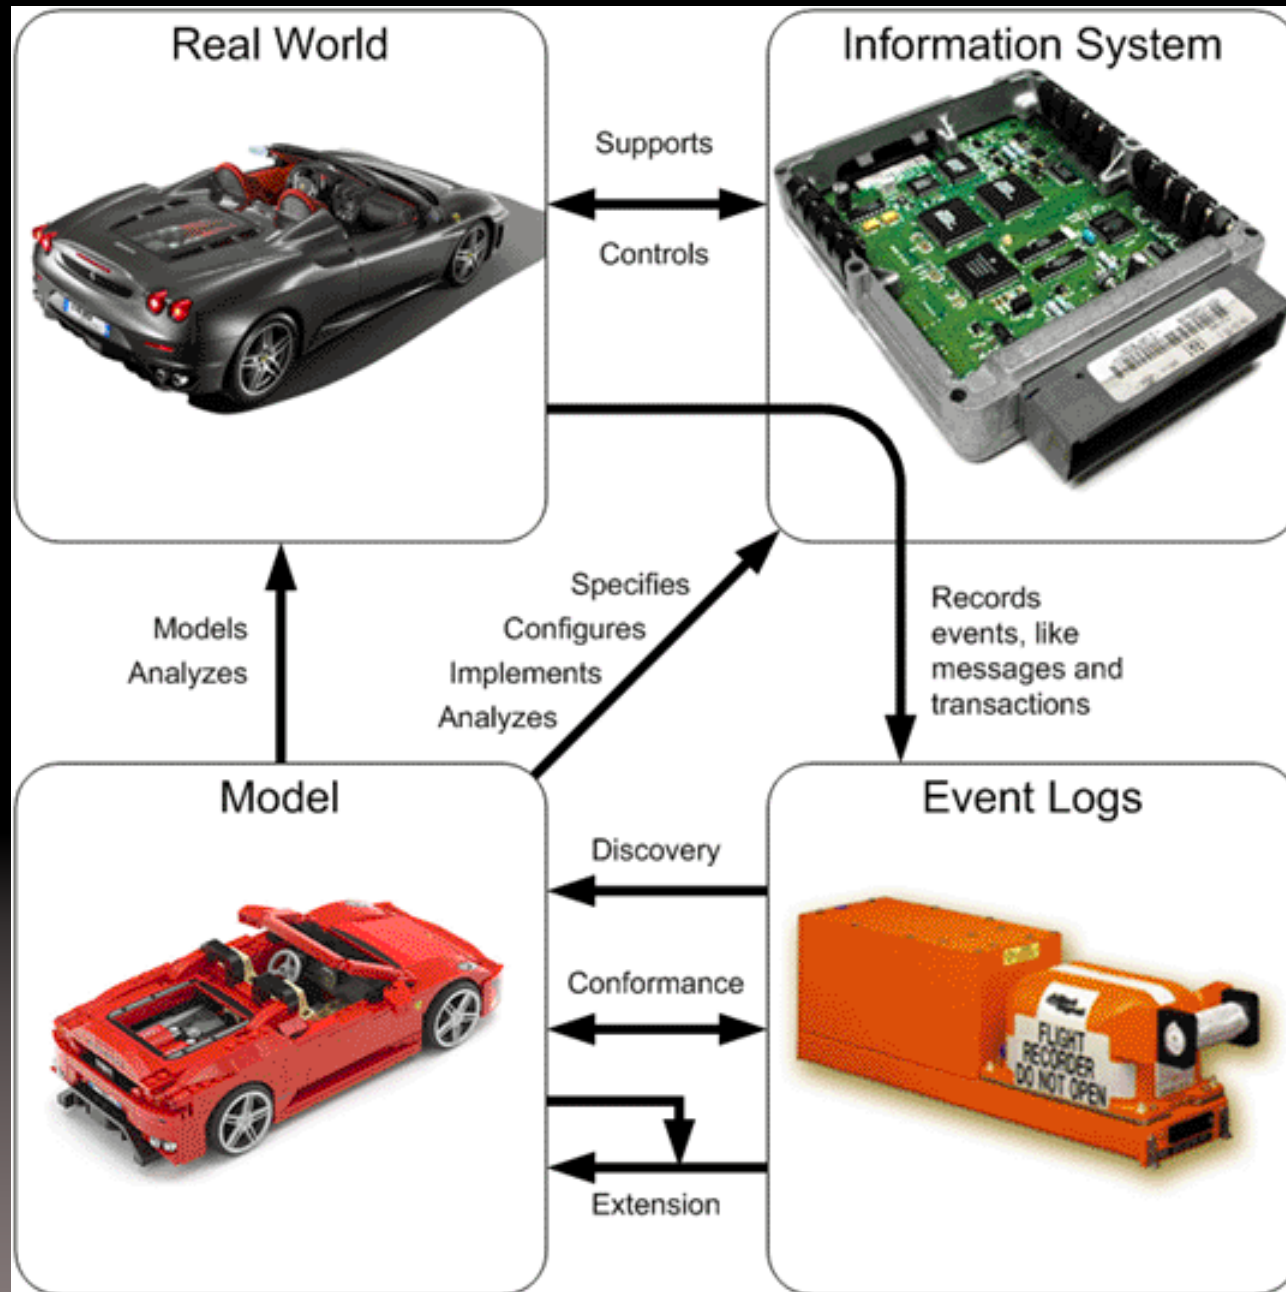 Real World
Information System
Supports
Controls
Specifies
Configures
Implements
Analyzes
Models
Analyzes
Records
events, like
messages and
transactions
Model
Event Logs
Discovery
Conformance
Extension
FLIGHT
RECORDER
DO NOT OPEN